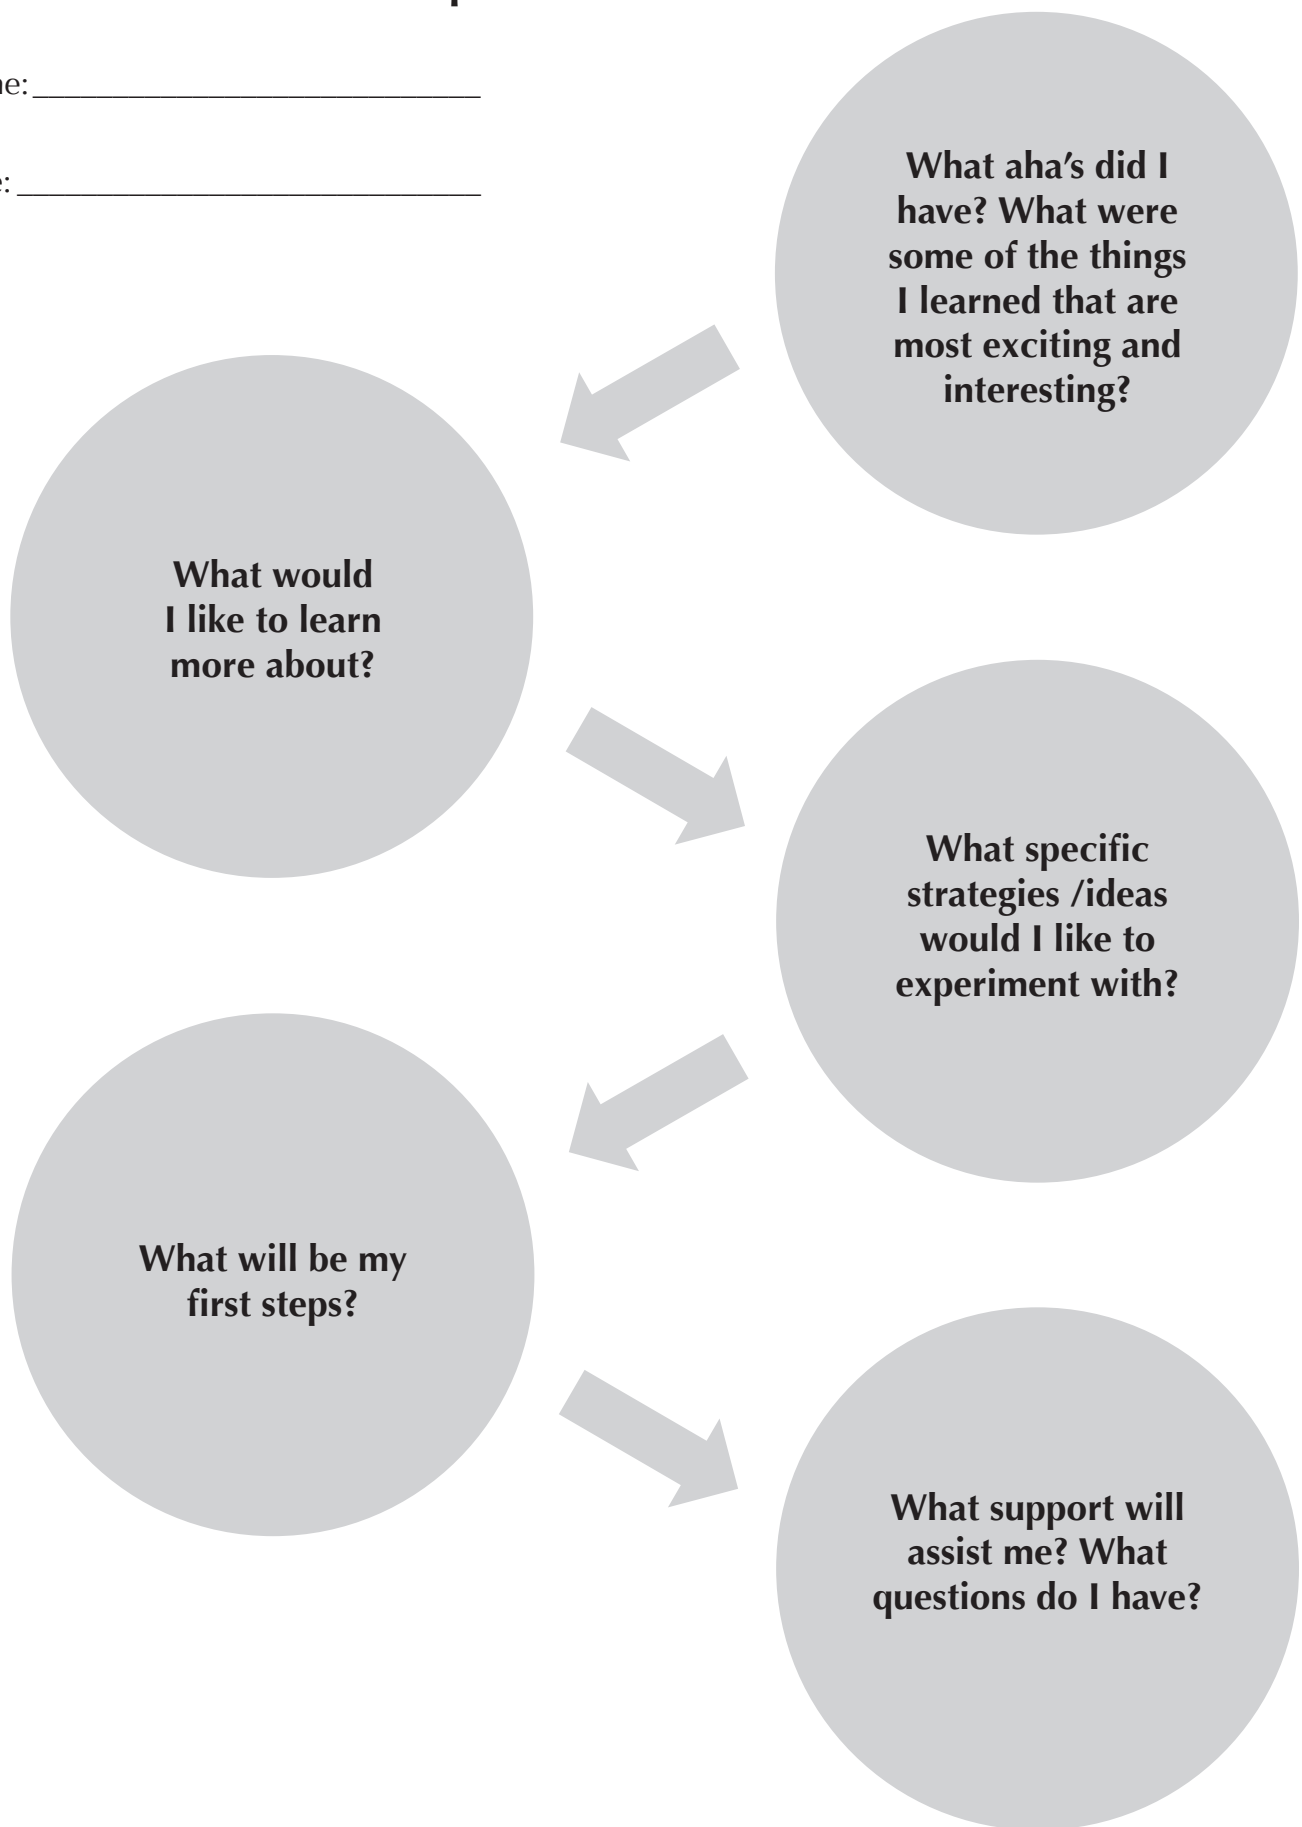 e:
e:
What aha’s did I
have? What were
some of the things
I learned that are
most exciting and
interesting?
What would
I like to learn
more about?
What specific
strategies /ideas
would I like to
experiment with?
What will be my
first steps?
What support will
assist me? What
questions do I have?